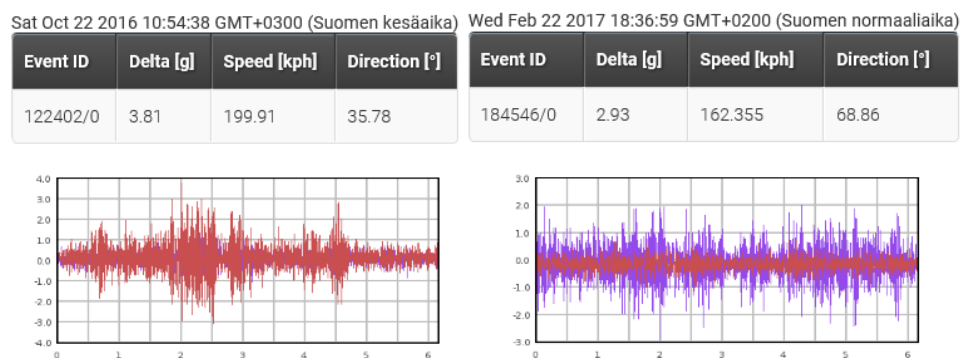 Sat Oct 22 2016 10:54:38 GMT+0300 (Suomen kesäaika)
Event ID Delta [g] Speed [kph] Direction [°]
122402/0 3.81 199.91 35.78
4.0
3.0
2.0
1.0
0.0
-1.0
-2.0
-3.0
-4.0
0 1 2 3 4 5 6
Wed Feb 22 2017 18:36:59 GMT+0200 (Suomen normaaliaika)
Event ID Delta [g] Speed [kph] Direction [°]
184546/0 2.93 162.355 68.86
3.0
2.0
1.0
0.0
-1.0
-2.0
-3.0
0 1 2 3 4 5 6